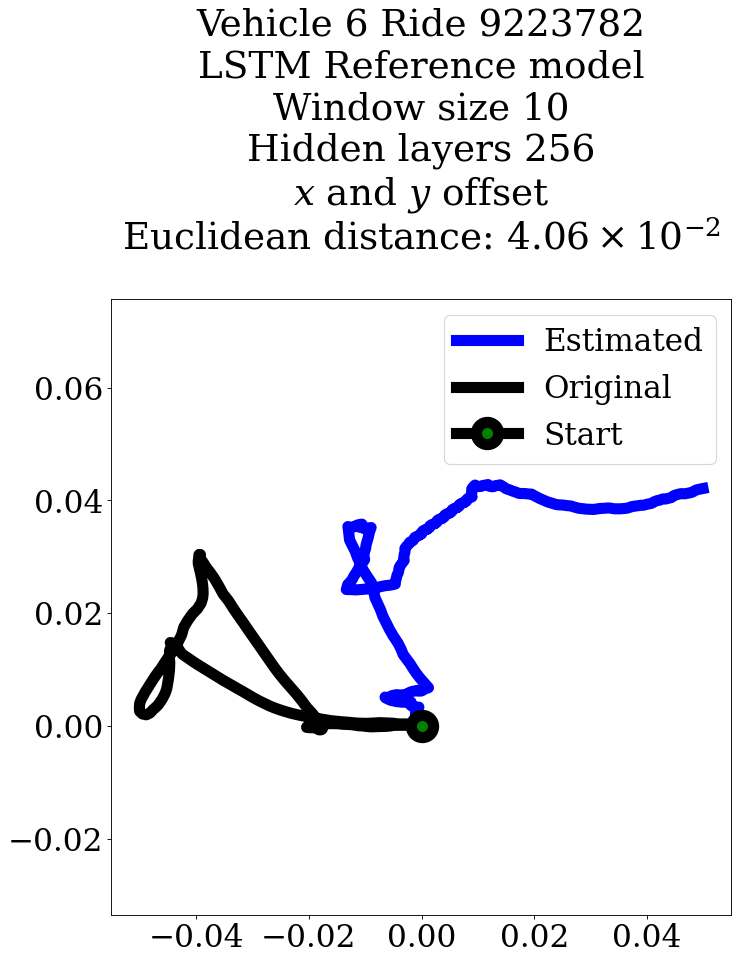 Vehicle 6 Ride 9223782
LSTM Reference model
Window size 10
Hidden layers 256
x and y offset
Euclidean distance: 4.06 × 10⁻²
Estimated
Original
Start
0.06
0.04
0.02
0.00
−0.02
−0.04 −0.02 0.00 0.02 0.04